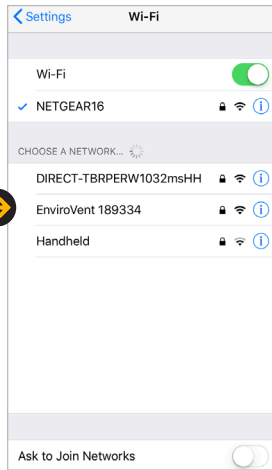 Settings Wi-Fi
Wi-Fi
NETGEAR16
CHOOSE A NETWORK...
DIRECT-TBRPERW1032msHH
EnviroVent 189334
Handheld
Ask to Join Networks